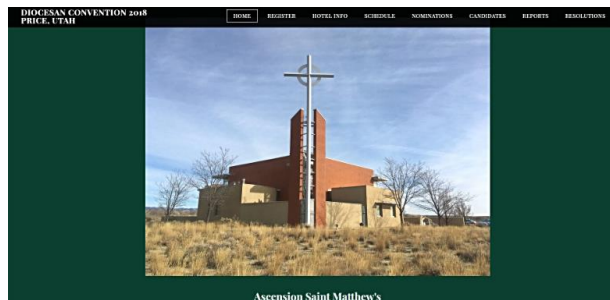 DIOCESAN CONVENTION 2018
PRICE, UTAH
HOME REGISTER HOTEL INFO SCHEDULE NOMINATIONS CANDIDATES REPORTS RESOLUTIONS
Ascension Saint Matthew's